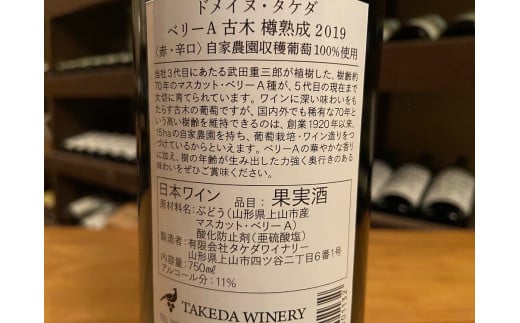 ドメイヌ・タケダ
ベリーA 古木 樽熟成 2019
〈赤・辛口〉自家農園収穫葡萄100%使用
当社3代目にあたる武田重三郎が植樹した、樹齢約
70年のマスカット・ベリーA種が、5代目の現在まで
大切に育てられています。ワインに深い味わいをも
たらす古木の葡萄ですが、国内外でも稀有な70年と
いう高い樹齢を維持できるのは、創業1920年以来、
15haの自家農園を持ち、葡萄栽培・ワイン造りをつ
づけているからといえます。ベリーAの華やかな香り
に加え、樹の年齢が生み出した力強く奥行きのある
味わいをぜひご賞味ください。
日本ワイン 品目：果実酒
原材料名:ぶどう(山形県上山市産
マスカット・ベリーA)
酸化防止剤(亜硫酸塩)
製造者:有限会社タケダワイナリー
山形県上山市四ツ谷二丁目6番1号
内容量:750mℓ
アルコール分:11%
TAKEDA WINERY